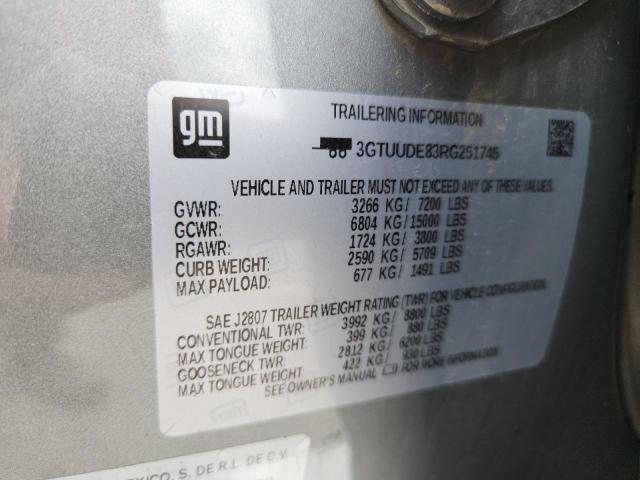 gm
TRAILERING INFORMATION
3GTUUDE83RG251745
VEHICLE AND TRAILER MUST NOT EXCEED ANY OF THESE VALUES.
GVWR: 3266 KG/ 7200 LBS
GCWR: 6804 KG/15000 LBS
RGAWR: 1724 KG/ 3800 LBS
CURB WEIGHT: 2590 KG/ 5709 LBS
MAX PAYLOAD: 677 KG/ 1491 LBS
SAE J2807 TRAILER WEIGHT RATING (TWR) FOR VEHICLE CONFIGURATION.
CONVENTIONAL TWR: 3992 KG/ 8800 LBS
MAX TONGUE WEIGHT: 399 KG/ 880 LBS
GOOSENECK TWR: 2812 KG/ 6200 LBS
MAX TONGUE WEIGHT: 422 KG/ 930 LBS
SEE OWNER'S MANUAL FOR MORE INFORMATION
EXICO, S. DE R.L. DE C.V.